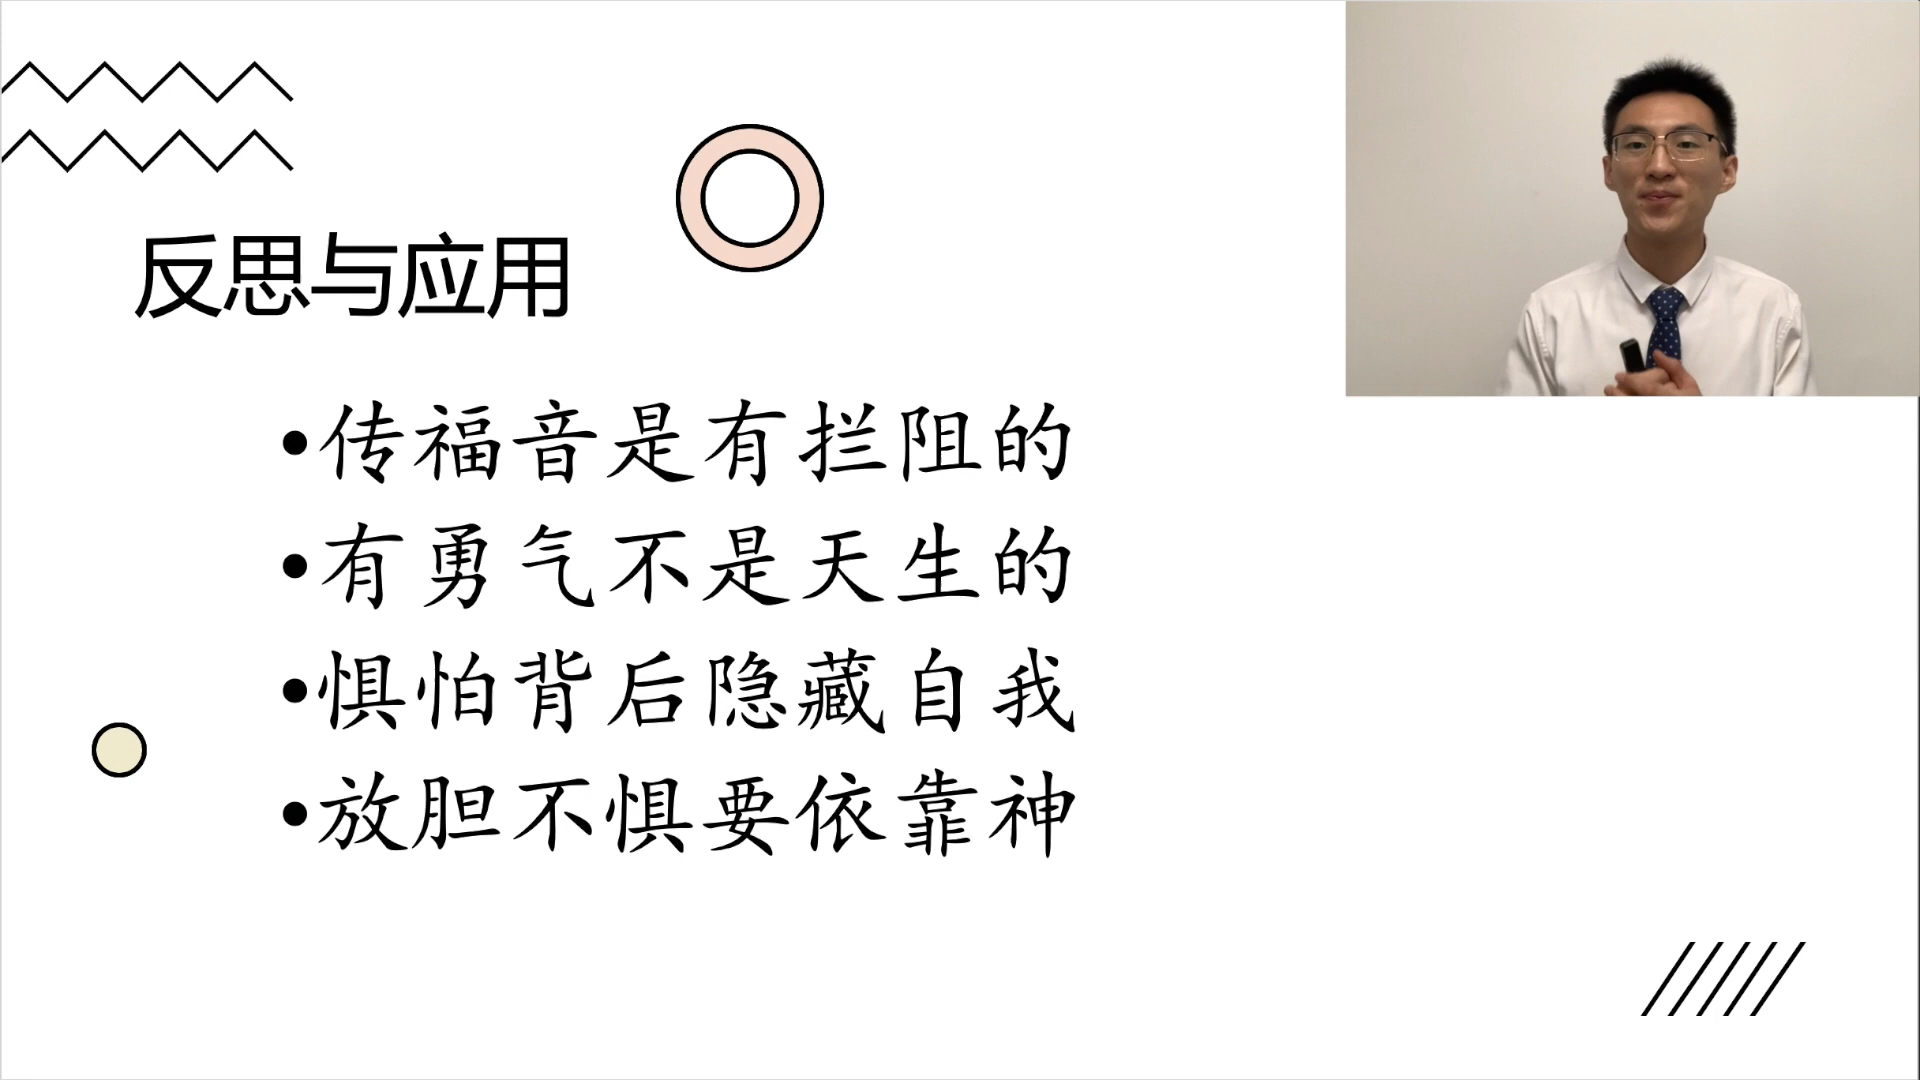 反思与应用
•传福音是有拦阻的
•有勇气不是天生的
•惧怕背后隐藏自我
•放胆不惧要依靠神